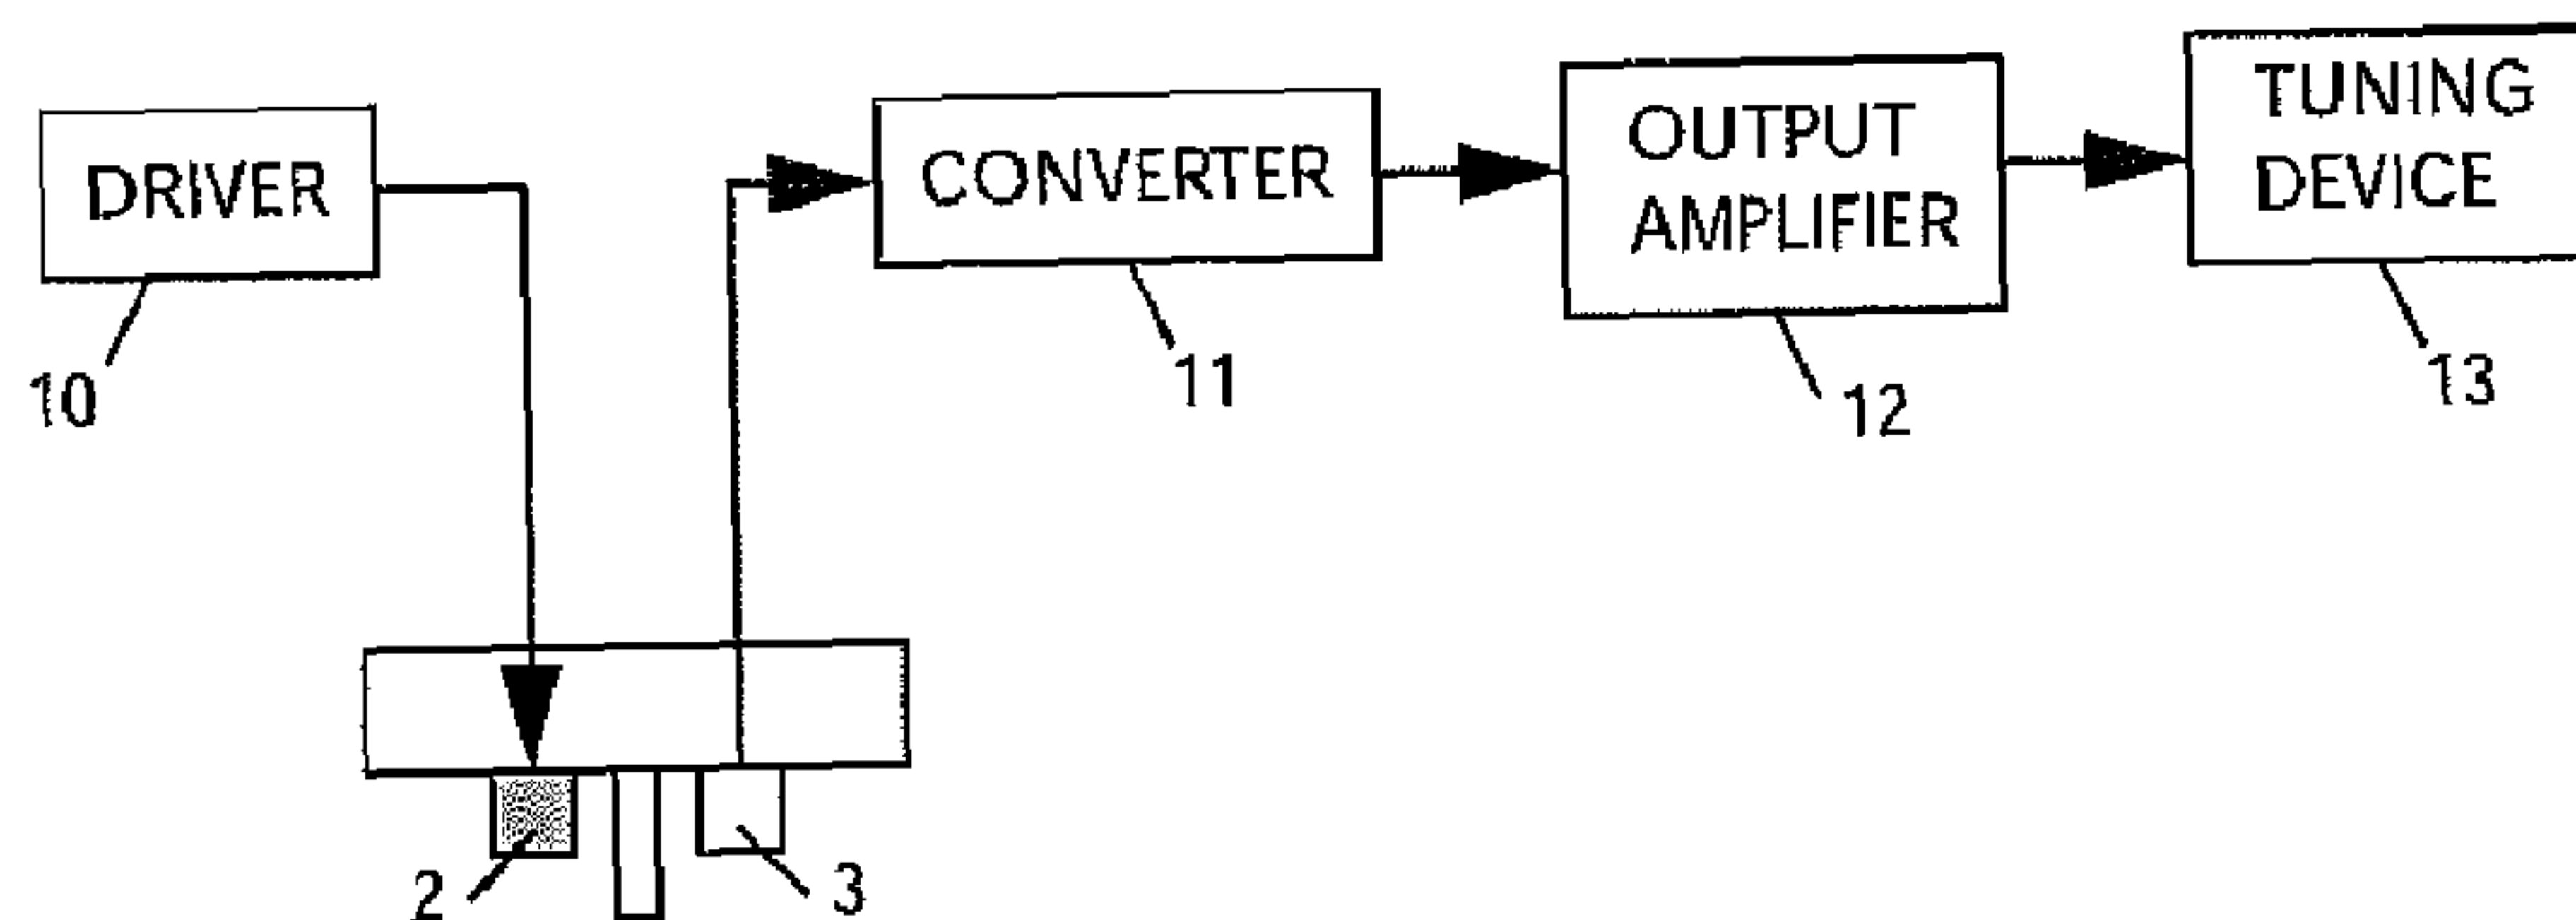 DRIVER
CONVERTER
OUTPUT
AMPLIFIER
TUNING
DEVICE
10
11
12
13
2
3